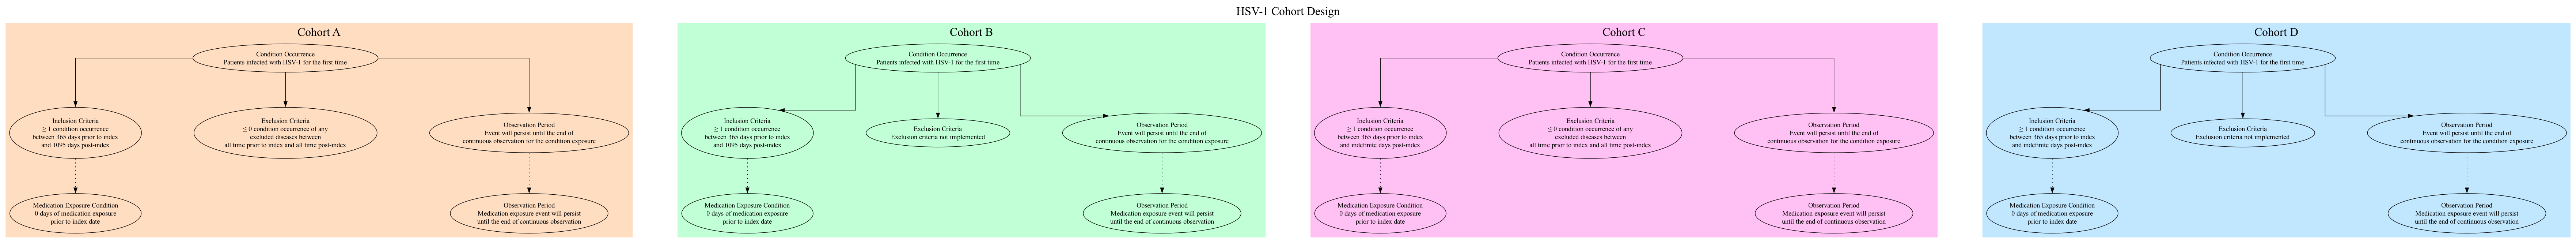 HSV-1 Cohort Design
Cohort A
Condition Occurrence
Patients infected with HSV-1 for the first time
Inclusion Criteria
≥ 1 condition occurrence
between 365 days prior to index
and 1095 days post-index
Exclusion Criteria
≤ 0 condition occurrence of any
excluded diseases between
all time prior to index and all time post-index
Observation Period
Event will persist until the end of
continuous observation for the condition exposure
Medication Exposure Condition
0 days of medication exposure
prior to index date
Observation Period
Medication exposure event will persist
until the end of continuous observation
Cohort B
Condition Occurrence
Patients infected with HSV-1 for the first time
Inclusion Criteria
≥ 1 condition occurrence
between 365 days prior to index
and 1095 days post-index
Exclusion Criteria
Exclusion criteria not implemented
Observation Period
Event will persist until the end of
continuous observation for the condition exposure
Medication Exposure Condition
0 days of medication exposure
prior to index date
Observation Period
Medication exposure event will persist
until the end of continuous observation
Cohort C
Condition Occurrence
Patients infected with HSV-1 for the first time
Inclusion Criteria
≥ 1 condition occurrence
between 365 days prior to index
and indefinite days post-index
Exclusion Criteria
≤ 0 condition occurrence of any
excluded diseases between
all time prior to index and all time post-index
Observation Period
Event will persist until the end of
continuous observation for the condition exposure
Medication Exposure Condition
0 days of medication exposure
prior to index date
Observation Period
Medication exposure event will persist
until the end of continuous observation
Cohort D
Condition Occurrence
Patients infected with HSV-1 for the first time
Inclusion Criteria
≥ 1 condition occurrence
between 365 days prior to index
and indefinite days post-index
Exclusion Criteria
Exclusion criteria not implemented
Observation Period
Event will persist until the end of
continuous observation for the condition exposure
Medication Exposure Condition
0 days of medication exposure
prior to index date
Observation Period
Medication exposure event will persist
until the end of continuous observation